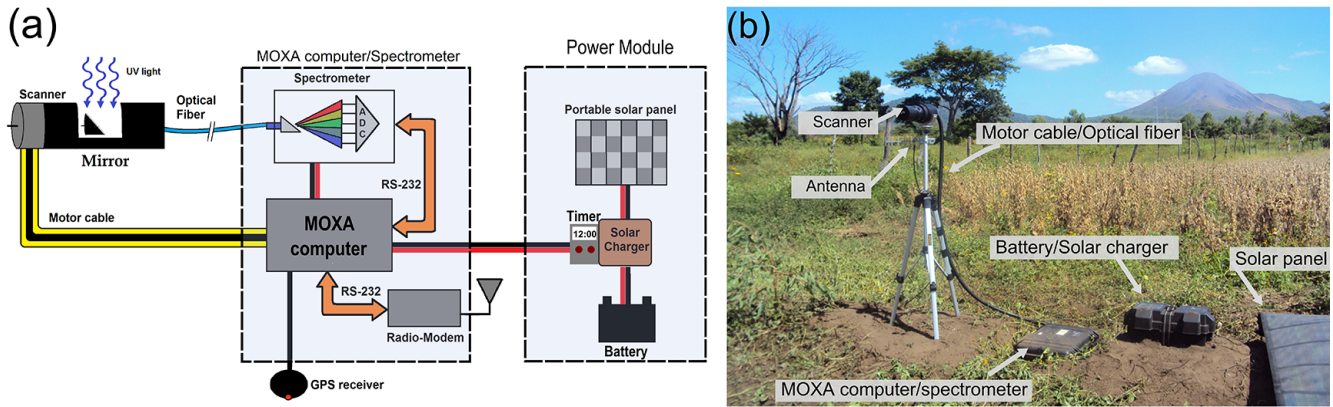 (a)
MOXA computer/Spectrometer
Power Module
Scanner
UV light
Optical
Fiber
Mirror
Spectrometer
A
D
C
RS-232
Motor cable
MOXA
computer
RS-232
Radio-Modem
GPS receiver
Portable solar panel
Timer
12:00
Solar
Charger
Battery
(b)
Scanner
Motor cable/Optical fiber
Antenna
Battery/Solar charger
Solar panel
MOXA computer/spectrometer